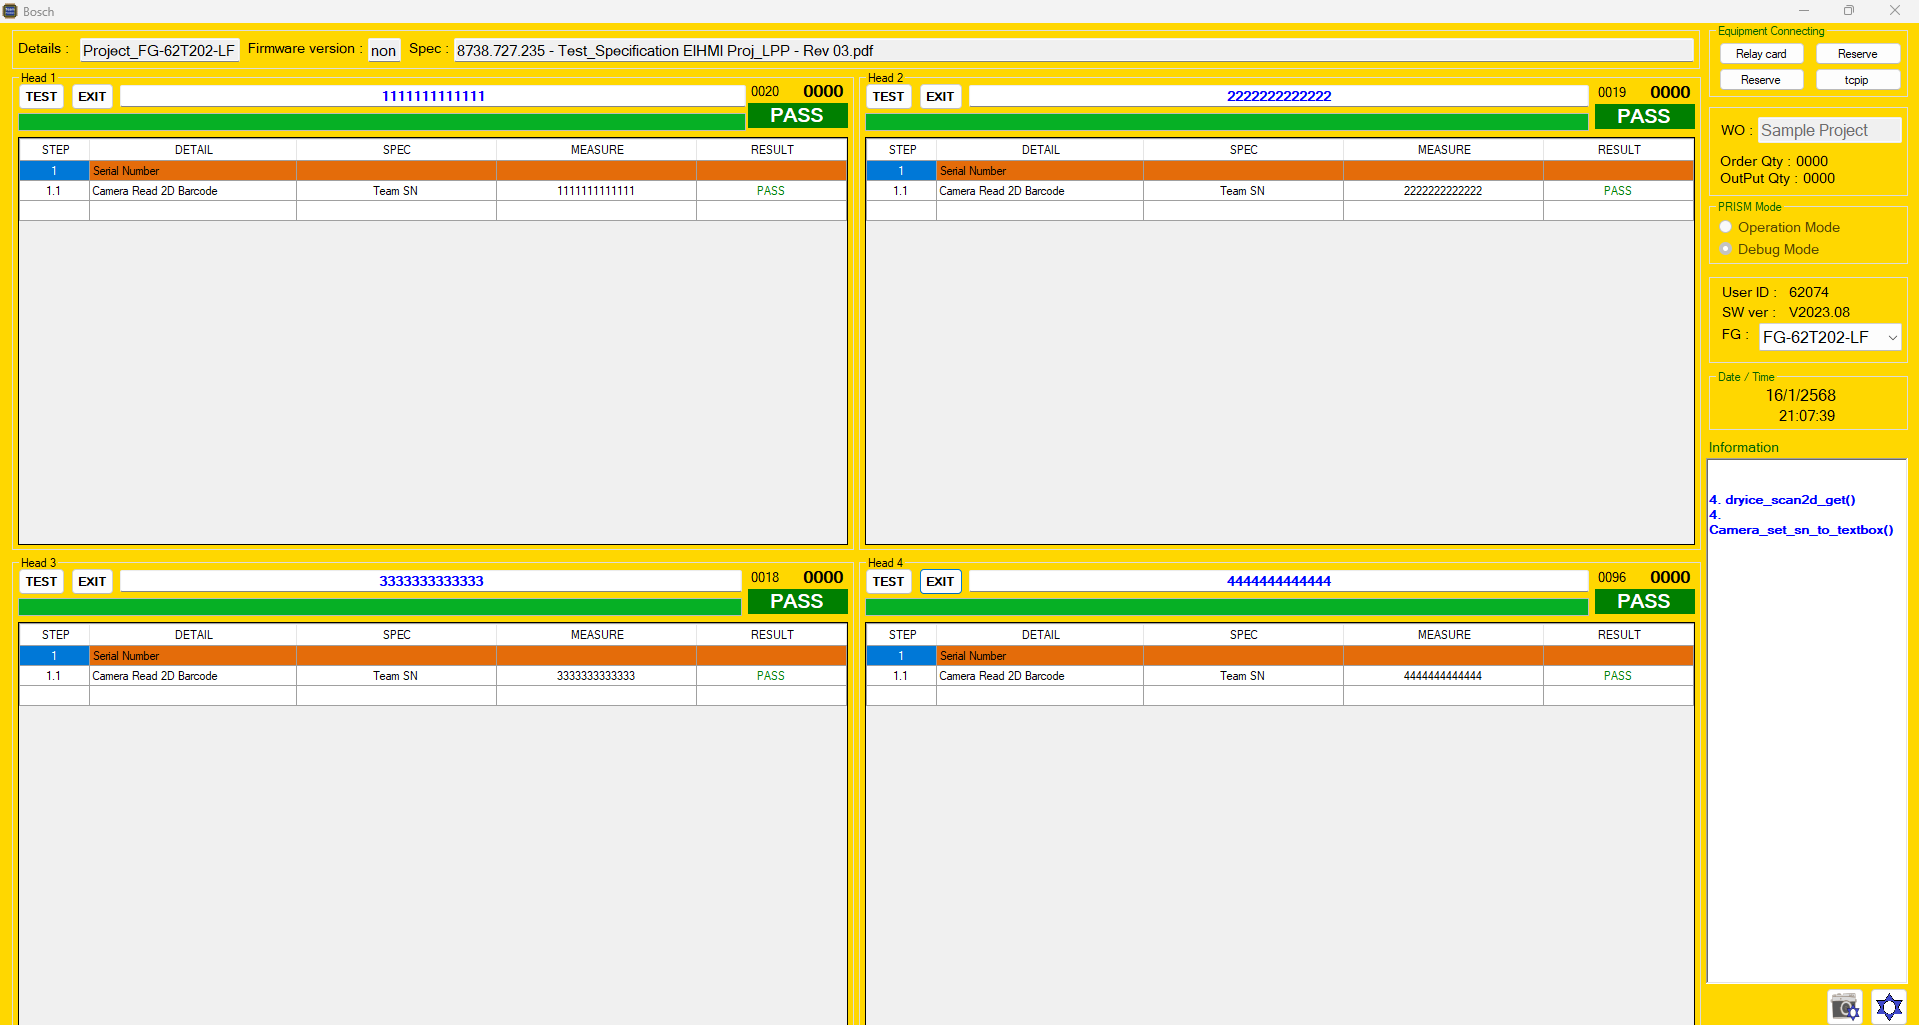 Bosch
Details : Project_FG-62T202-LF Firmware version : non Spec : 8738.727.235 - Test_Specification EIHMI Proj_LPP - Rev 03.pdf
Head 1
TEST EXIT 1111111111111 0020 0000
PASS
STEP DETAIL SPEC MEASURE RESULT
1 Serial Number
1.1 Camera Read 2D Barcode Team SN 1111111111111 PASS
Head 2
TEST EXIT 2222222222222 0019 0000
PASS
STEP DETAIL SPEC MEASURE RESULT
1 Serial Number
1.1 Camera Read 2D Barcode Team SN 2222222222222 PASS
Head 3
TEST EXIT 3333333333333 0018 0000
PASS
STEP DETAIL SPEC MEASURE RESULT
1 Serial Number
1.1 Camera Read 2D Barcode Team SN 3333333333333 PASS
Head 4
TEST EXIT 4444444444444 0096 0000
PASS
STEP DETAIL SPEC MEASURE RESULT
1 Serial Number
1.1 Camera Read 2D Barcode Team SN 4444444444444 PASS
Equipment Connecting
Relay card Reserve
Reserve tcpip
WO : Sample Project
Order Qty : 0000
OutPut Qty : 0000
PRISM Mode
Operation Mode
Debug Mode
User ID : 62074
SW ver : V2023.08
FG : FG-62T202-LF
Date / Time
16/1/2568
21:07:39
Information
4. dryice_scan2d_get()
4.
Camera_set_sn_to_textbox()